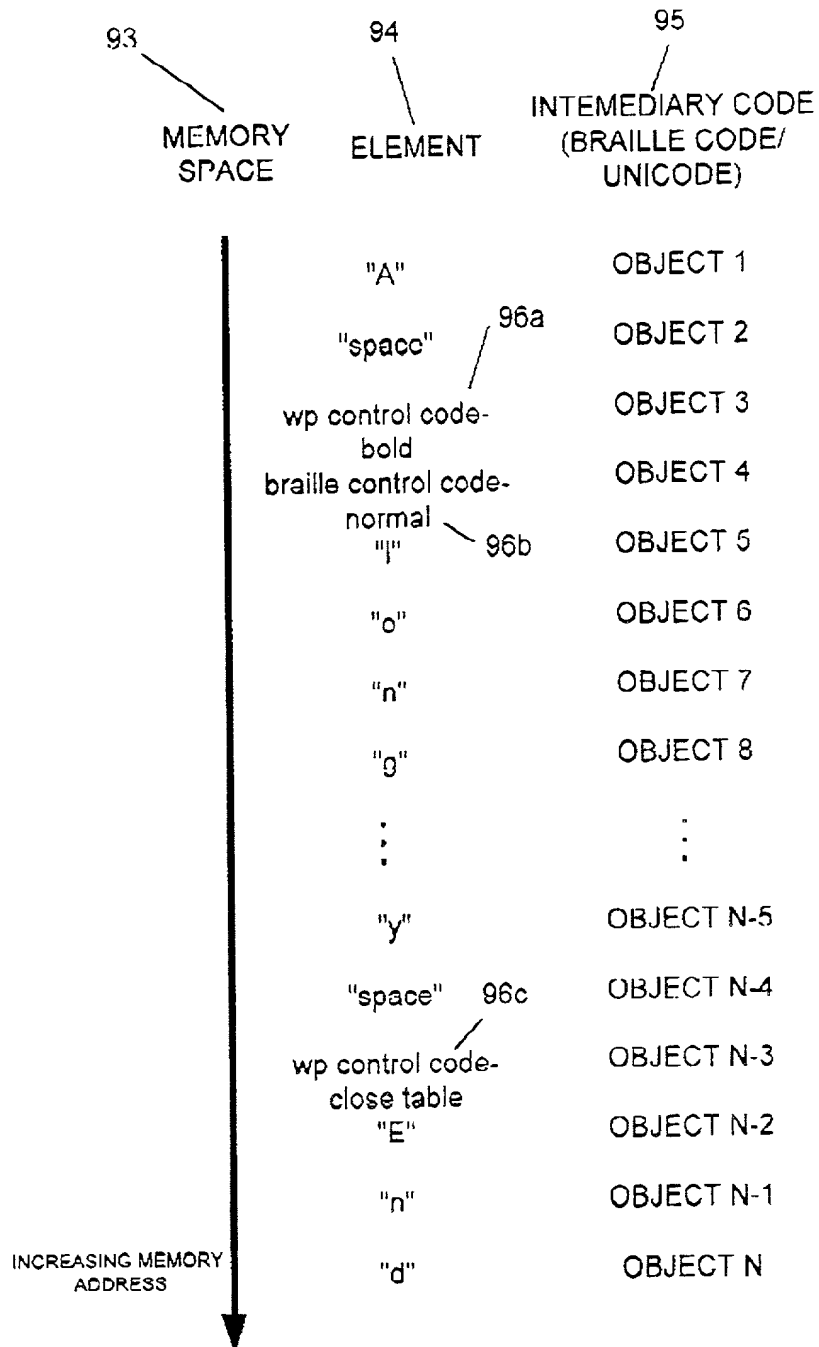 93
94
95
MEMORY SPACE
ELEMENT
INTEMEDIARY CODE
(BRAILLE CODE/
UNICODE)
"A" OBJECT 1
96a
"space" OBJECT 2
wp control code-
bold
OBJECT 3
braille control code-
normal
OBJECT 4
96b
"l" OBJECT 5
"o" OBJECT 6
"n" OBJECT 7
"g" OBJECT 8
"y" OBJECT N-5
"space" OBJECT N-4
96c
wp control code-
close table
OBJECT N-3
"E" OBJECT N-2
"n" OBJECT N-1
"d" OBJECT N
INCREASING MEMORY
ADDRESS